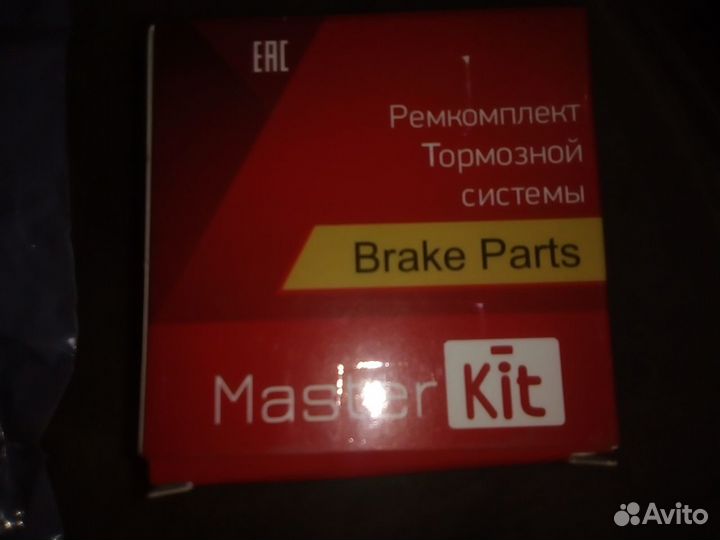 EAC
Ремкомплект
Тормозной
системы
Brake Parts
Master Kit
Avito